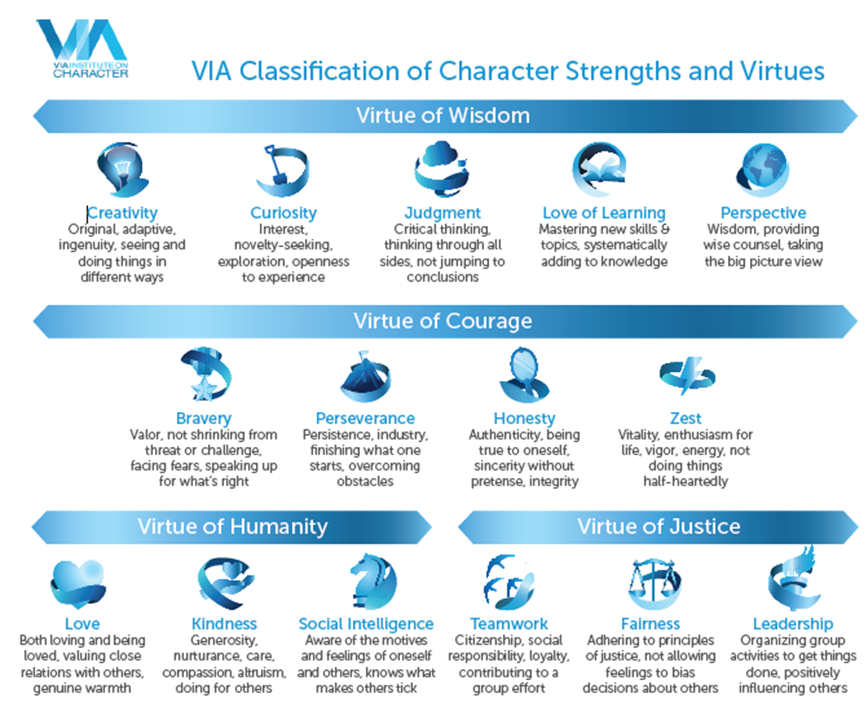 VIA
VIA INSTITUTE ON
CHARACTER
VIA Classification of Character Strengths and Virtues
Virtue of Wisdom
Creativity
Original, adaptive,
ingenuity, seeing and
doing things in
different ways
Curiosity
Interest,
novelty-seeking,
exploration, openness
to experience
Judgment
Critical thinking,
thinking through all
sides, not jumping to
conclusions
Love of Learning
Mastering new skills &
topics, systematically
adding to knowledge
Perspective
Wisdom, providing
wise counsel, taking
the big picture view
Virtue of Courage
Bravery
Valor, not shrinking from
threat or challenge,
facing fears, speaking up
for what's right
Perseverance
Persistence, industry,
finishing what one
starts, overcoming
obstacles
Honesty
Authenticity, being
true to oneself,
sincerity without
pretense, integrity
Zest
Vitality, enthusiasm for
life, vigor, energy, not
doing things
half-heartedly
Virtue of Humanity
Love
Both loving and being
loved, valuing close
relations with others,
genuine warmth
Kindness
Generosity,
nurturance, care,
compassion, altruism,
doing for others
Social Intelligence
Aware of the motives
and feelings of oneself
and others, knows what
makes others tick
Virtue of Justice
Teamwork
Citizenship, social
responsibility, loyalty,
contributing to a
group effort
Fairness
Adhering to principles
of justice, not allowing
feelings to bias
decisions about others
Leadership
Organizing group
activities to get things
done, positively
influencing others